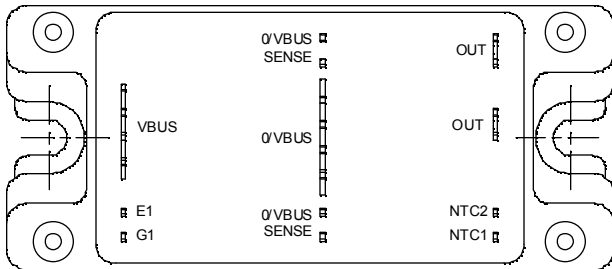 0/VBUS
SENSE
OUT
VBUS
0/VBUS
OUT
E1
G1
0/VBUS
SENSE
NTC2
NTC1